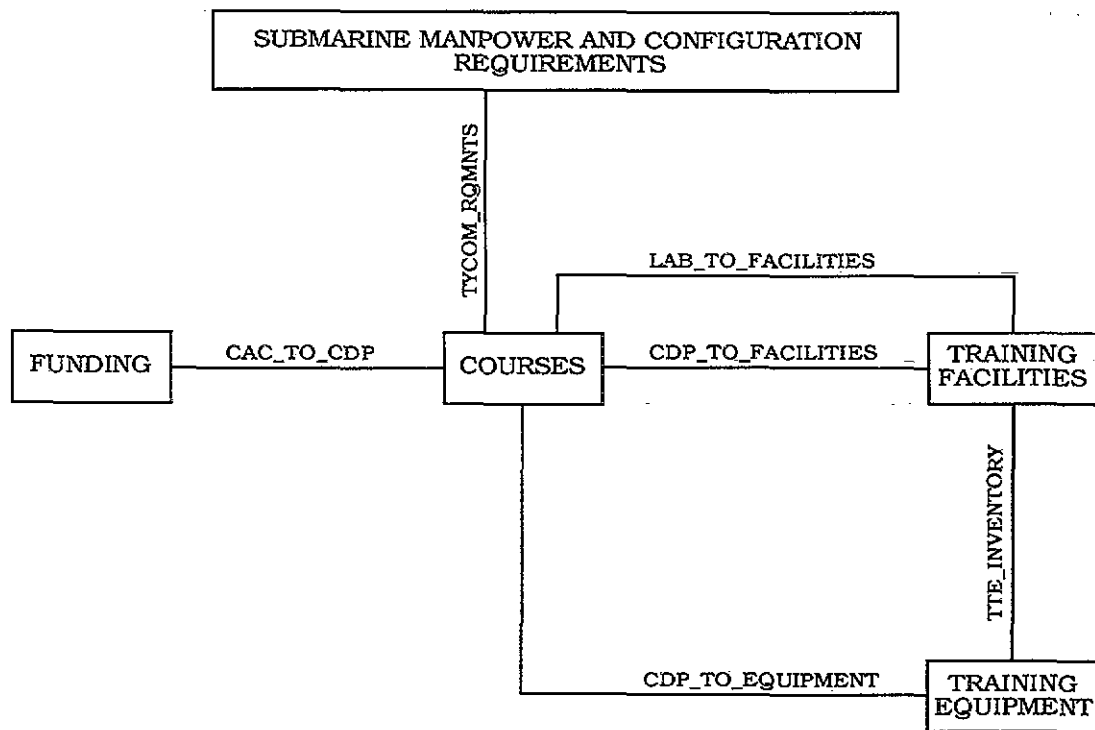 SUBMARINE MANPOWER AND CONFIGURATION
REQUIREMENTS
TYCOM_RQMNTS
LAB_TO_FACILITIES
FUNDING
CAC_TO_CDP
COURSES
CDP_TO_FACILITIES
TRAINING
FACILITIES
TTE_INVENTORY
CDP_TO_EQUIPMENT
TRAINING
EQUIPMENT